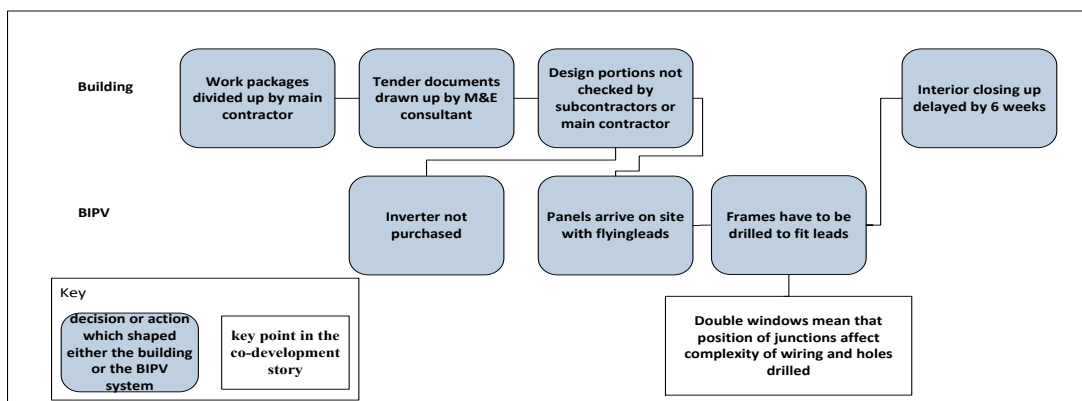 Building
Work packages
divided up by main
contractor
Tender documents
drawn up by M&E
consultant
Design portions not
checked by
subcontractors or
main contractor
Interior closing up
delayed by 6 weeks
BIPV
Inverter not
purchased
Panels arrive on site
with flyingleads
Frames have to be
drilled to fit leads
Double windows mean that
position of junctions affect
complexity of wiring and holes
drilled
Key
decision or action
which shaped
either the building
or the BIPV
system
key point in the
co-development
story